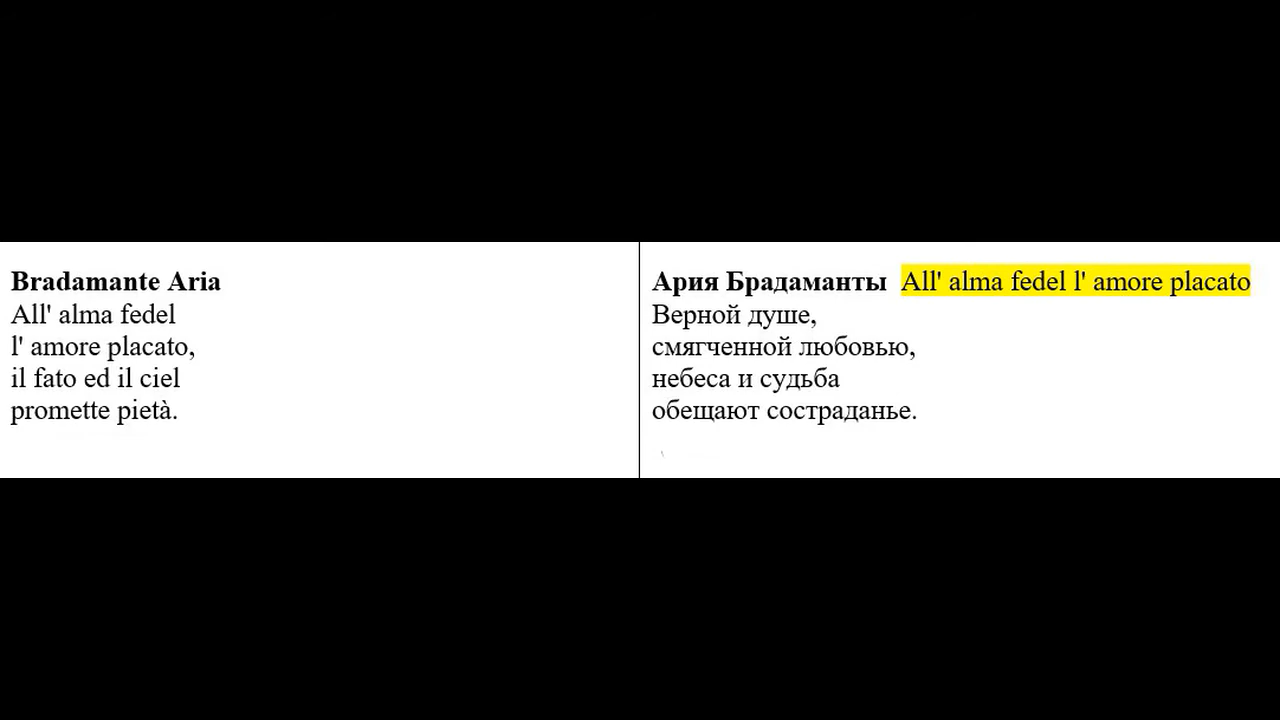 Bradamante Aria
All' alma fedel
l' amore placato,
il fato ed il ciel
promette pietà.
Ария Брадаманты All' alma fedel l' amore placato
Верной душе,
смягченной любовью,
небеса и судьба
обещают состраданье.